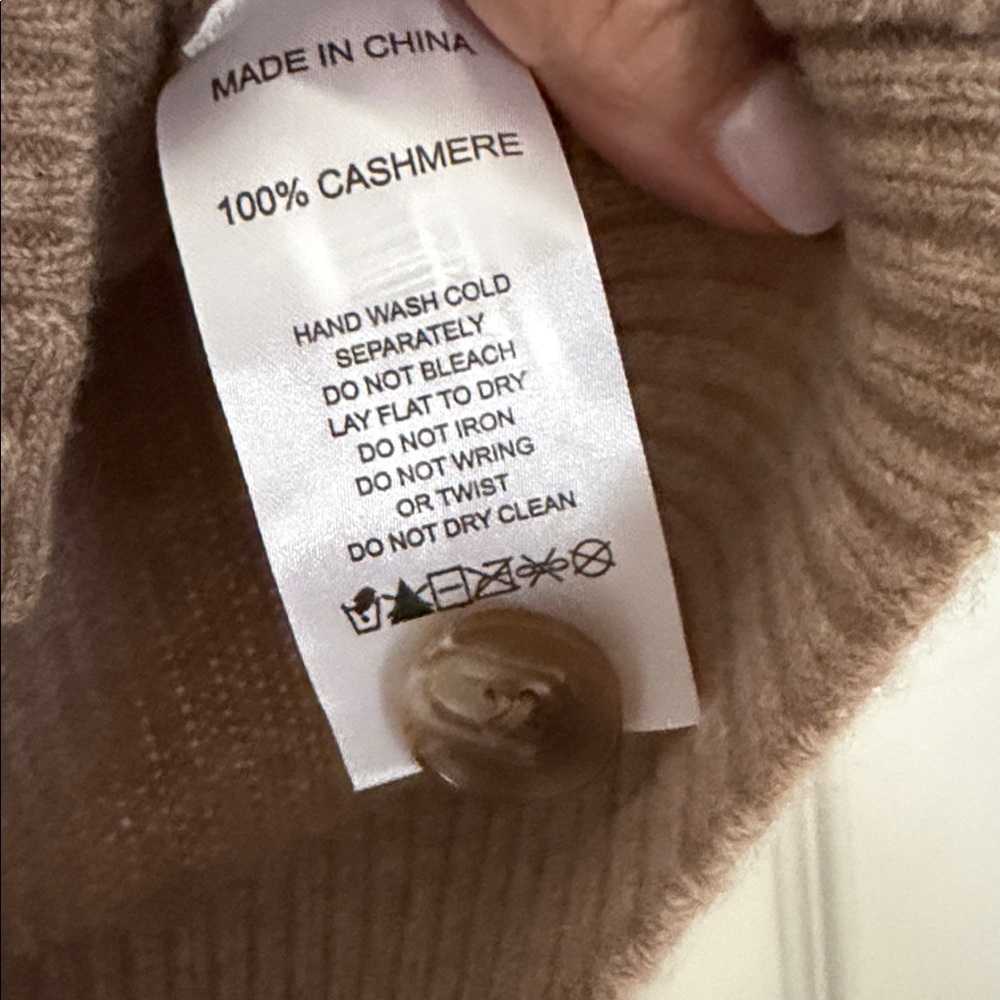 MADE IN CHINA
100% CASHMERE
HAND WASH COLD
SEPARATELY
DO NOT BLEACH
LAY FLAT TO DRY
DO NOT IRON
DO NOT WRING
OR TWIST
DO NOT DRY CLEAN